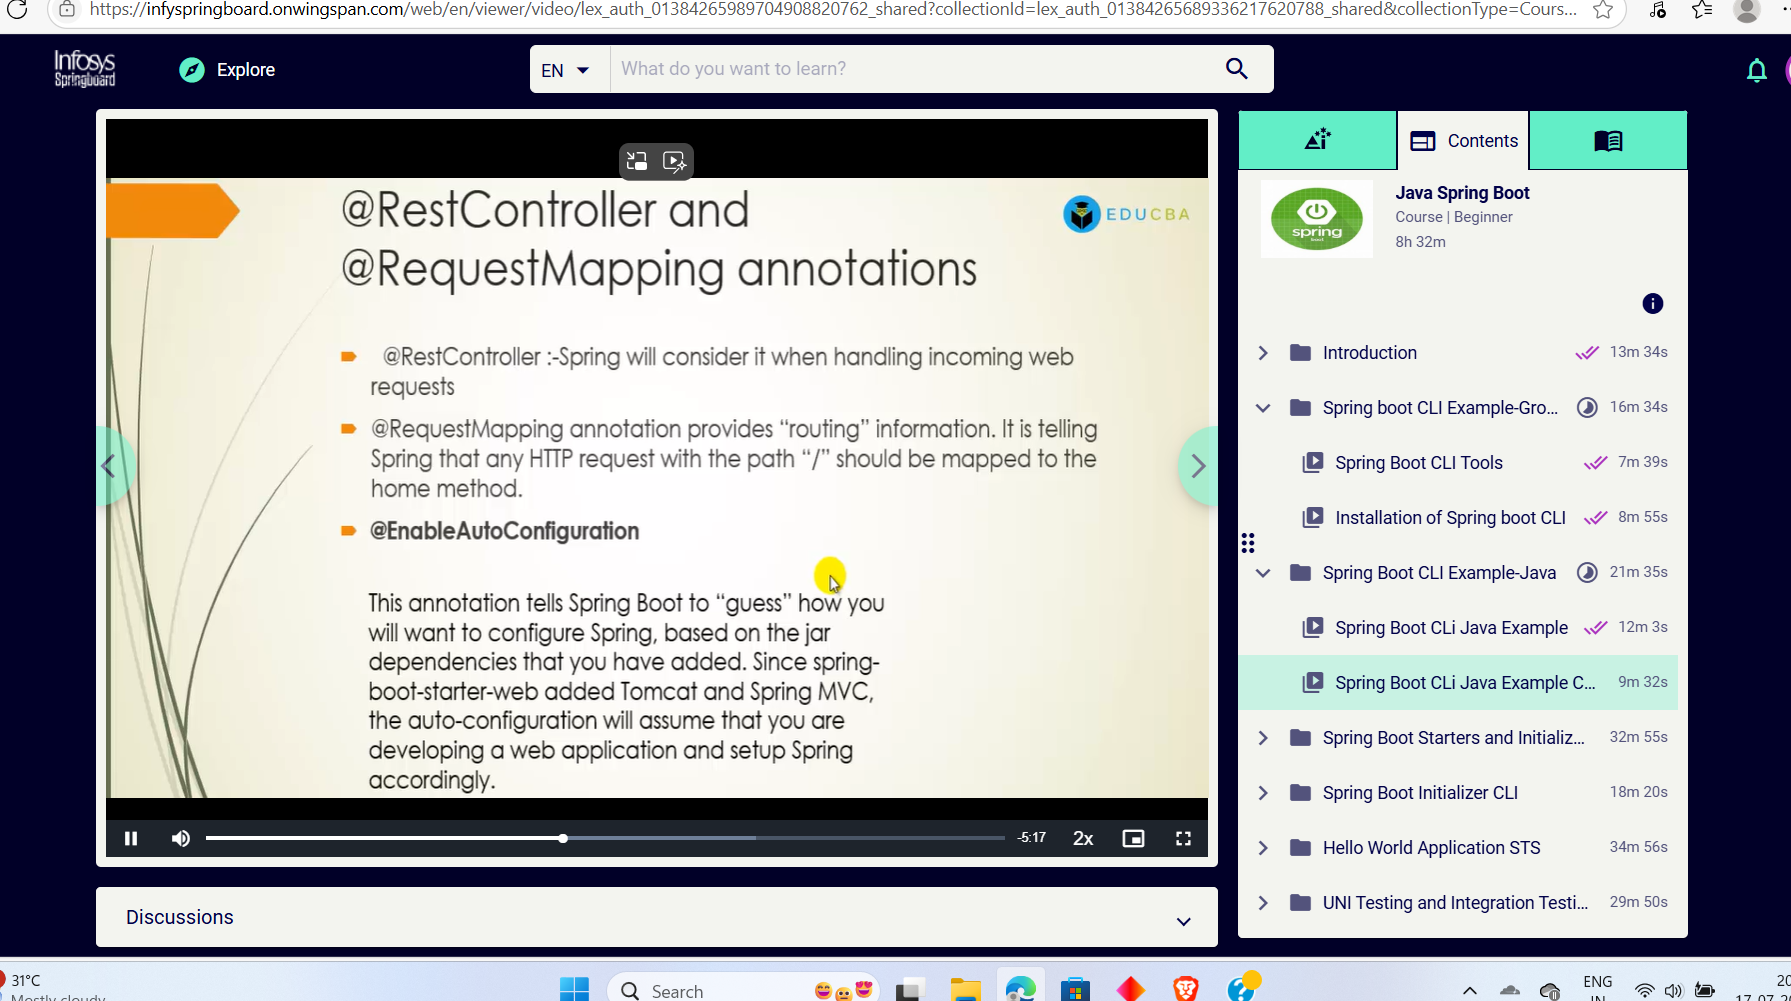 https://infyspringboard.onwingspan.com/web/en/viewer/video/lex_auth_01384265989704908820762_shared?collectionId=lex_auth_01384265689336217620788_shared&collectionType=Cours...
Infosys
Springboard
Explore
EN
What do you want to learn?
@RestController and
@RequestMapping annotations
EDUCBA
@RestController :-Spring will consider it when handling incoming web
requests
@RequestMapping annotation provides “routing” information. It is telling
Spring that any HTTP request with the path “/” should be mapped to the
home method.
@EnableAutoConfiguration
This annotation tells Spring Boot to “guess” how you
will want to configure Spring, based on the jar
dependencies that you have added. Since spring-
boot-starter-web added Tomcat and Spring MVC,
the auto-configuration will assume that you are
developing a web application and setup Spring
accordingly.
-5:17
2x
Discussions
Contents
spring
boot
Java Spring Boot
Course | Beginner
8h 32m
Introduction 13m 34s
Spring boot CLI Example-Gro... 16m 34s
Spring Boot CLI Tools 7m 39s
Installation of Spring boot CLI 8m 55s
Spring Boot CLI Example-Java 21m 35s
Spring Boot CLi Java Example 12m 3s
Spring Boot CLi Java Example C... 9m 32s
Spring Boot Starters and Initializ... 32m 55s
Spring Boot Initializer CLI 18m 20s
Hello World Application STS 34m 56s
UNI Testing and Integration Testi... 29m 50s
31°C
Mostly cloudy
Search
ENG
IN
20
17-07-20